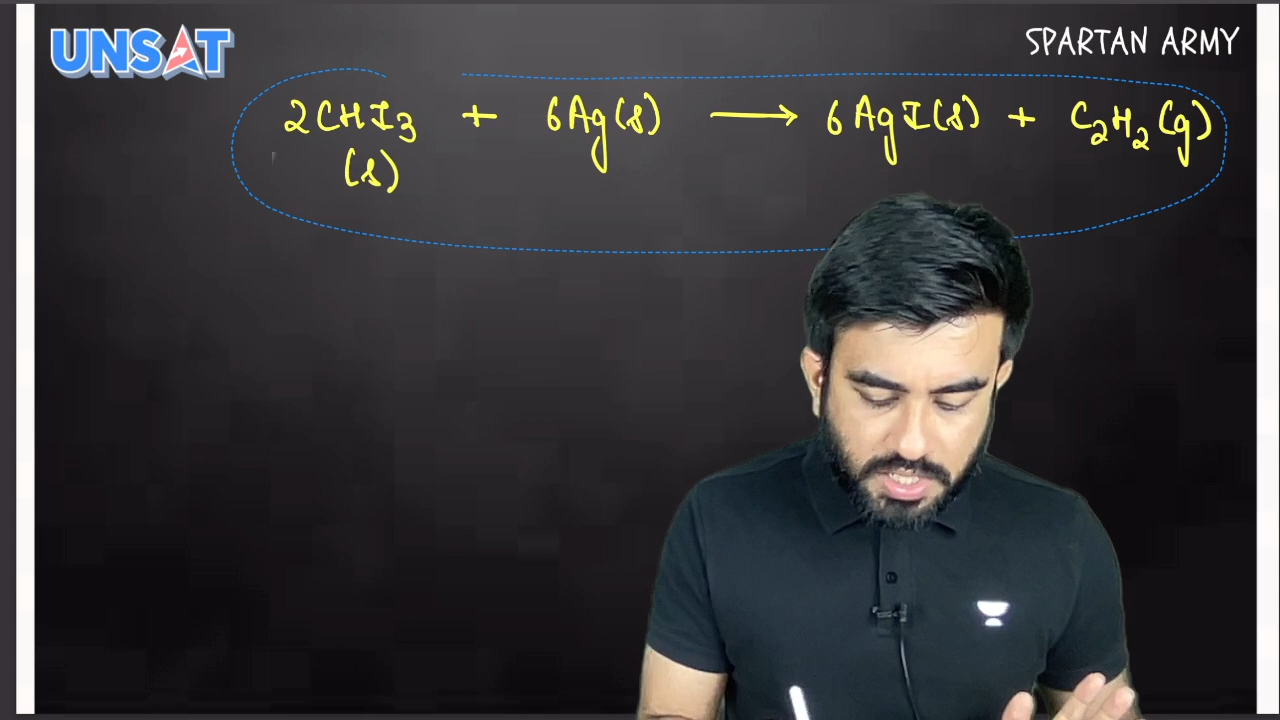 UNSAT
SPARTAN ARMY
2CHI3 + 6Ag(s) ⟶ 6AgI(s) + C2H2(g)
(s)